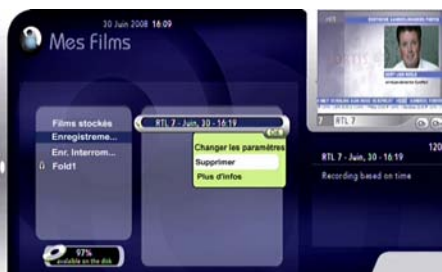 30 Juin 2008 16:09
Mes Films
Films stockés
Enregistreme...
Enr. Interrom...
Fold1
RTL 7 - Juin, 30 - 16:19
Changer les paramètres
Supprimer
Plus d'infos
97%
available on the disk
7 RTL 7
120
RTL 7 - Juin, 30 - 16:19
Recording based on time